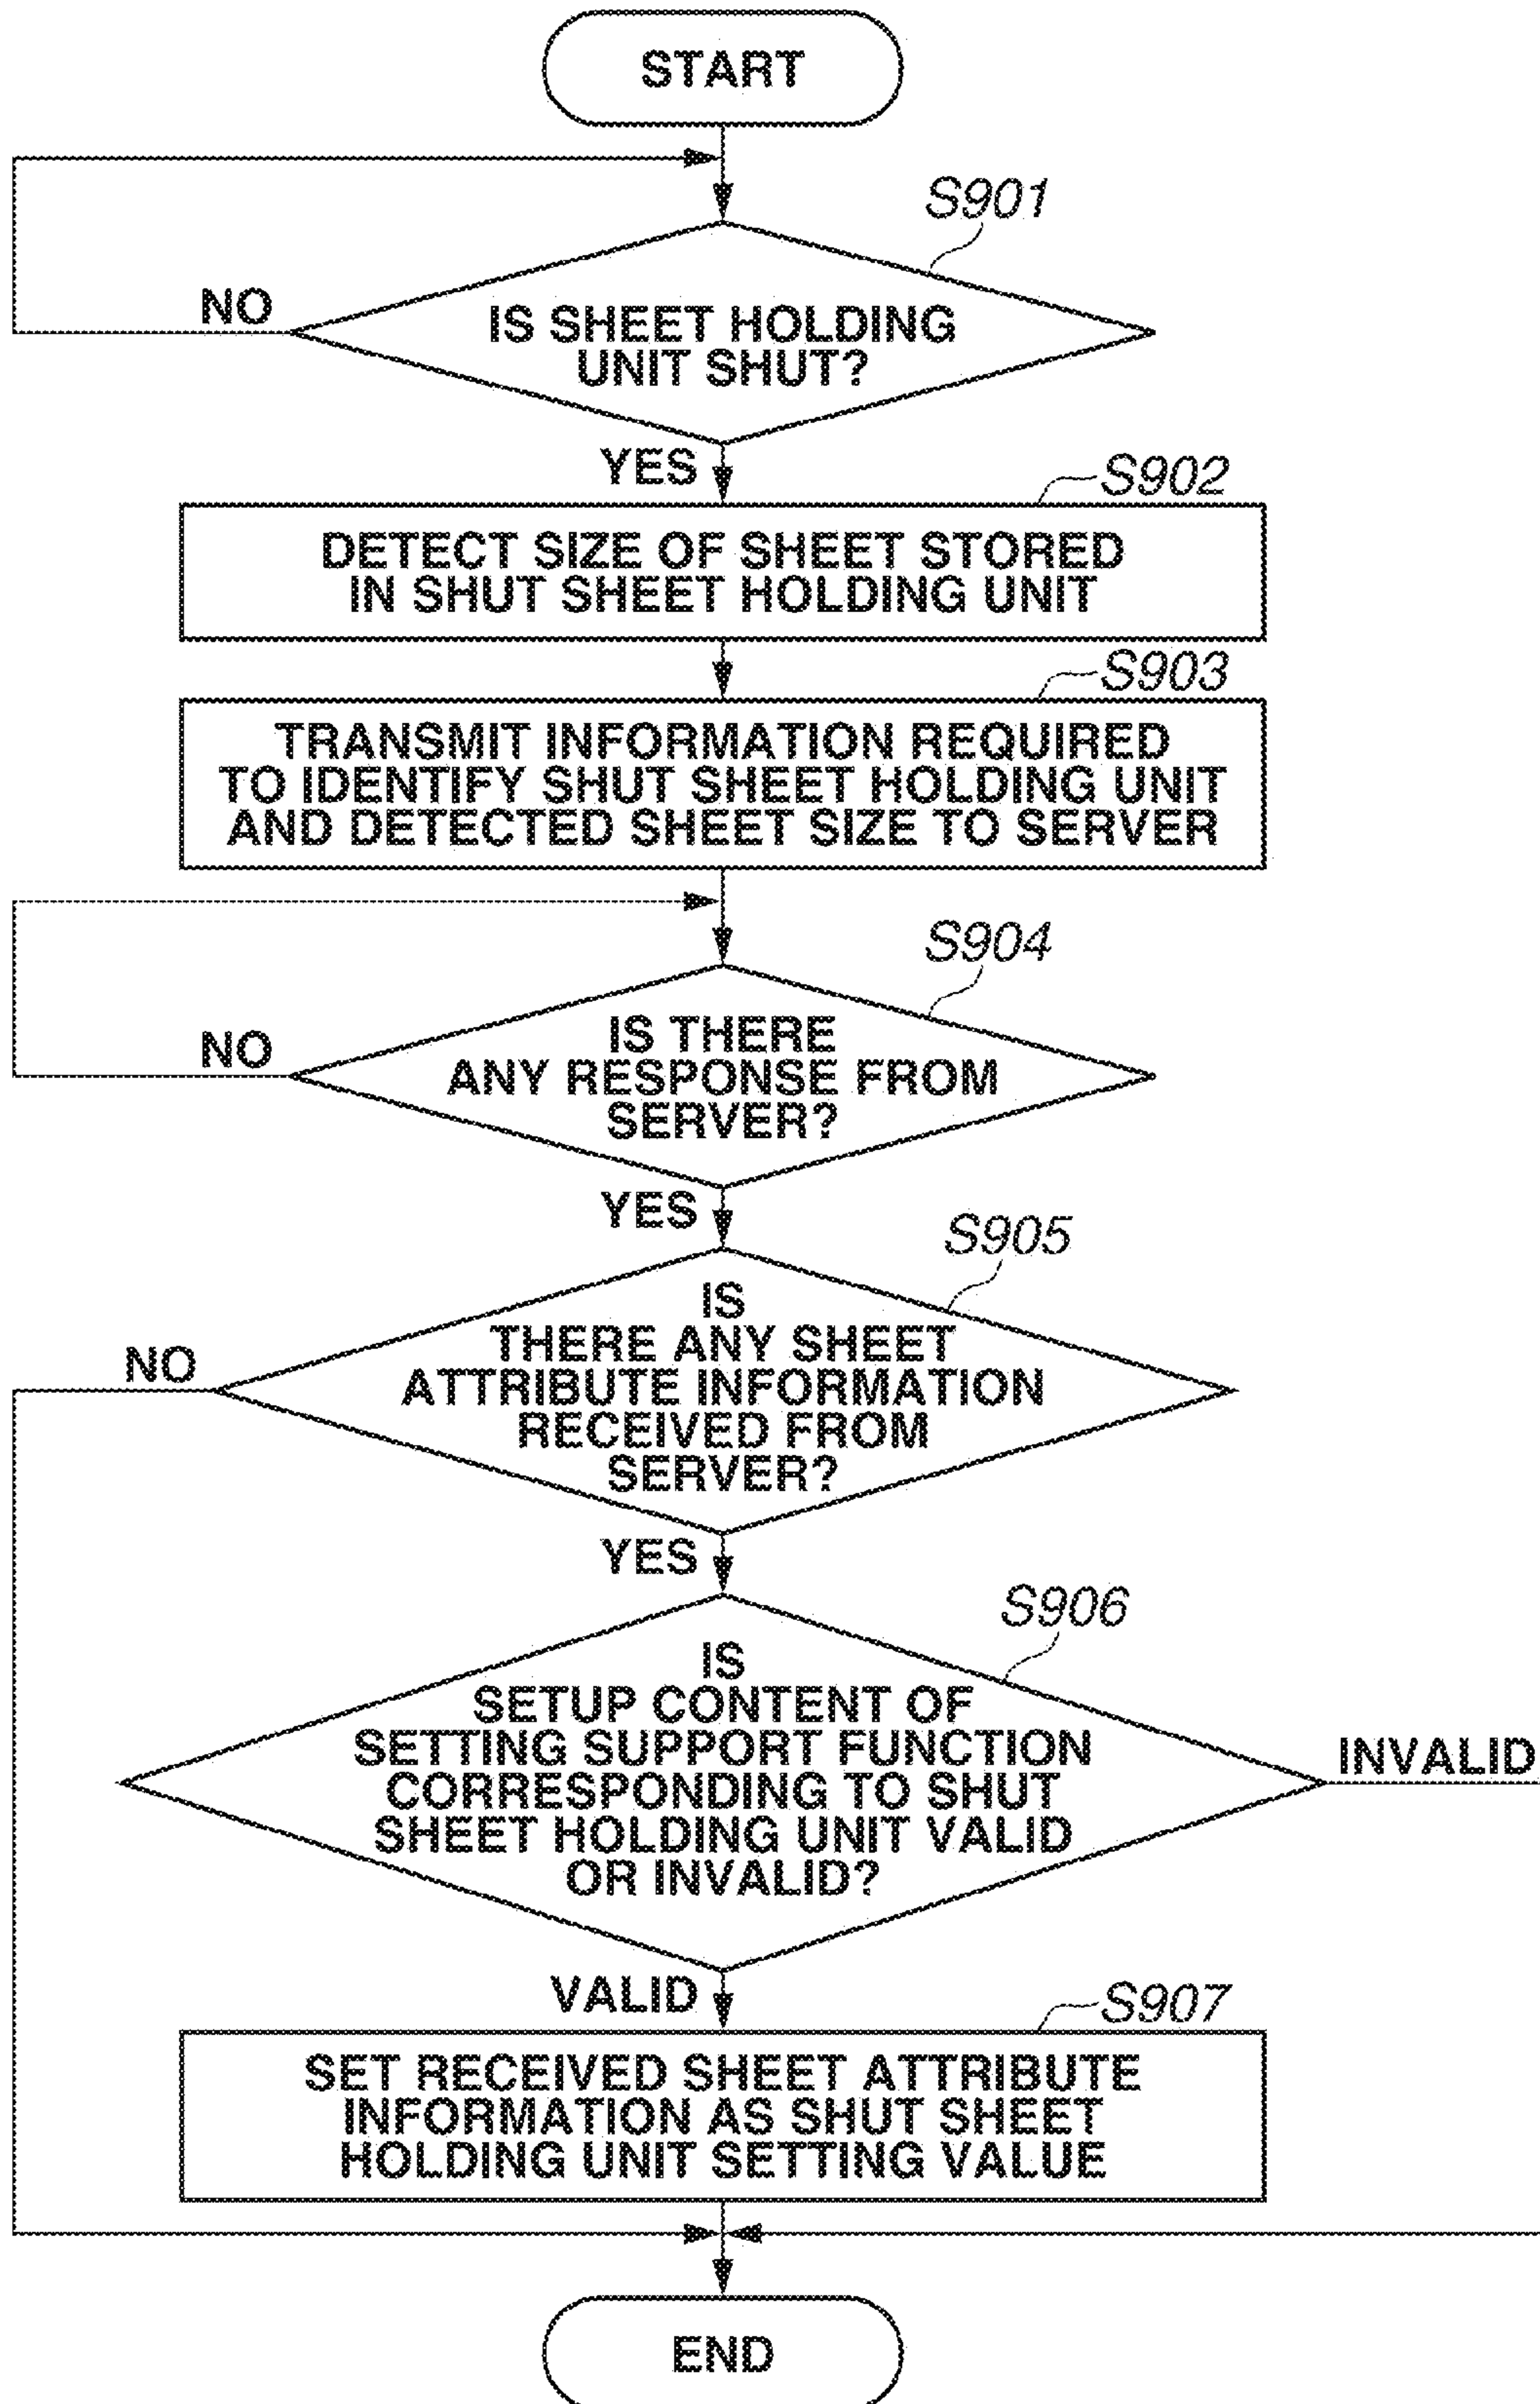 START
S901
NO
IS SHEET HOLDING
UNIT SHUT?
YES
S902
DETECT SIZE OF SHEET STORED
IN SHUT SHEET HOLDING UNIT
S903
TRANSMIT INFORMATION REQUIRED
TO IDENTIFY SHUT SHEET HOLDING UNIT
AND DETECTED SHEET SIZE TO SERVER
S904
NO
IS THERE
ANY RESPONSE FROM
SERVER?
YES
S905
NO
IS
THERE ANY SHEET
ATTRIBUTE INFORMATION
RECEIVED FROM
SERVER?
YES
S906
IS
SETUP CONTENT OF
SETTING SUPPORT FUNCTION
CORRESPONDING TO SHUT
SHEET HOLDING UNIT VALID
OR INVALID?
INVALID
VALID
S907
SET RECEIVED SHEET ATTRIBUTE
INFORMATION AS SHUT SHEET
HOLDING UNIT SETTING VALUE
END